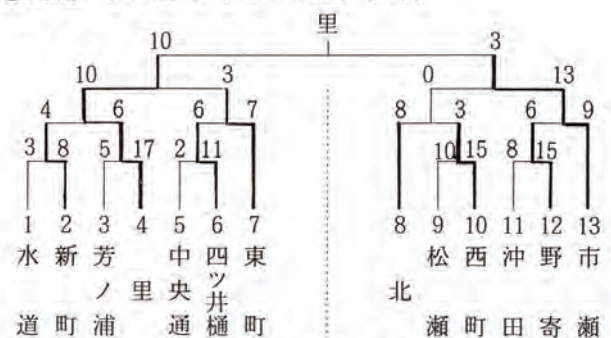 里
10 3
10 3 0 13
4 6 6 7 8 3 6 9
3 8 5 17 2 11 10 15 8 15
1 2 3 4 5 6 7 8 9 10 11 12 13
水道
新町
芳ノ浦
里
中央通
四ツ井樋
東町
北
松瀬
西町
沖田
野寄
市瀬